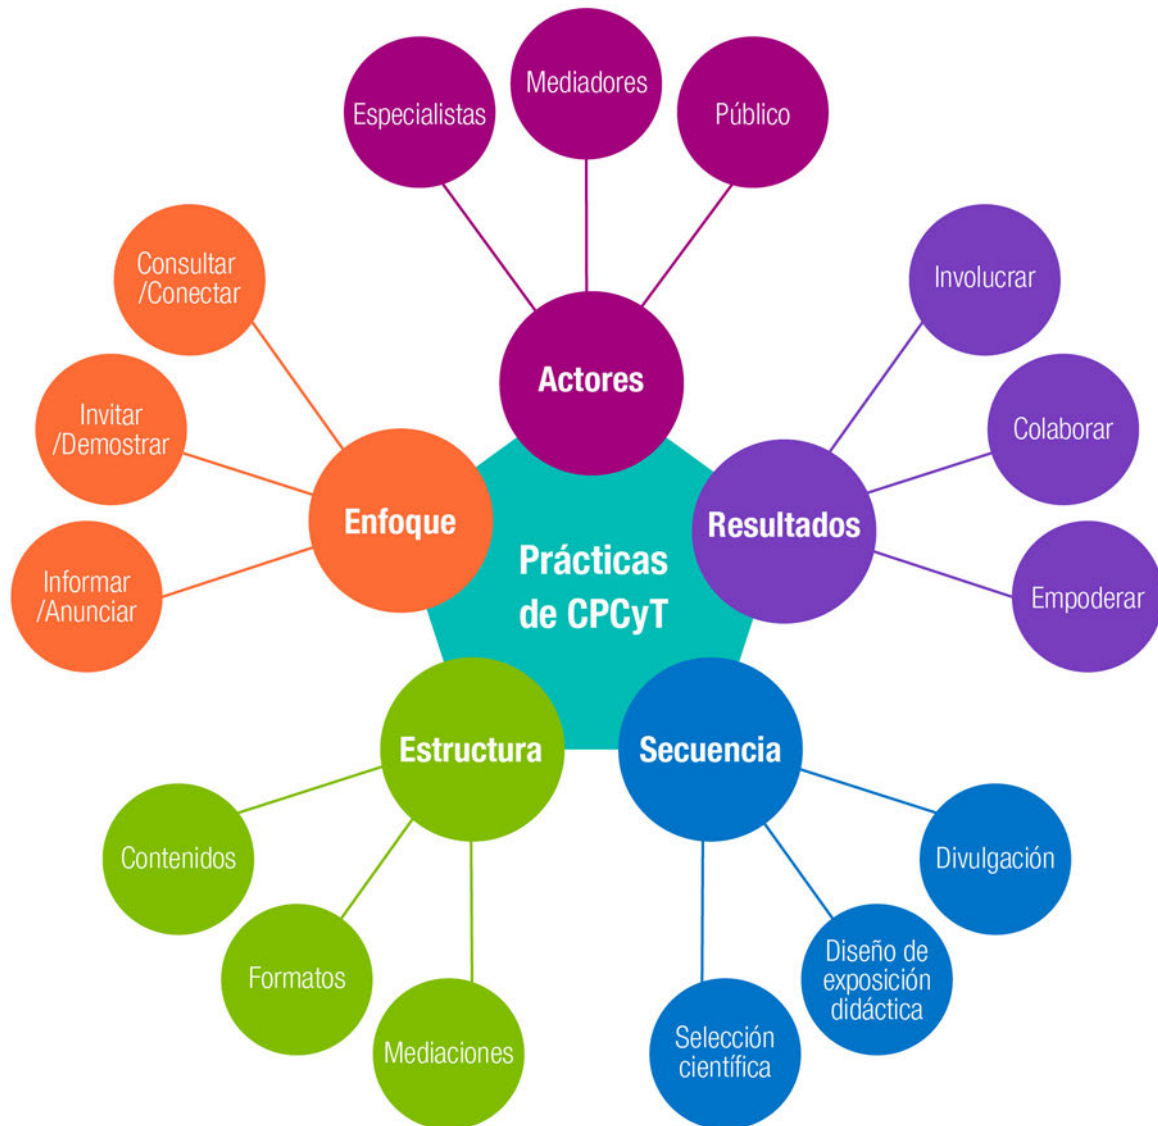 Especialistas
Mediadores
Público
Actores
Consultar
/Conectar
Invitar
/Demostrar
Informar
/Anunciar
Enfoque
Involucrar
Colaborar
Empoderar
Resultados
Prácticas
de CPCyT
Estructura
Contenidos
Formatos
Mediaciones
Secuencia
Divulgación
Diseño de
exposición
didáctica
Selección
científica